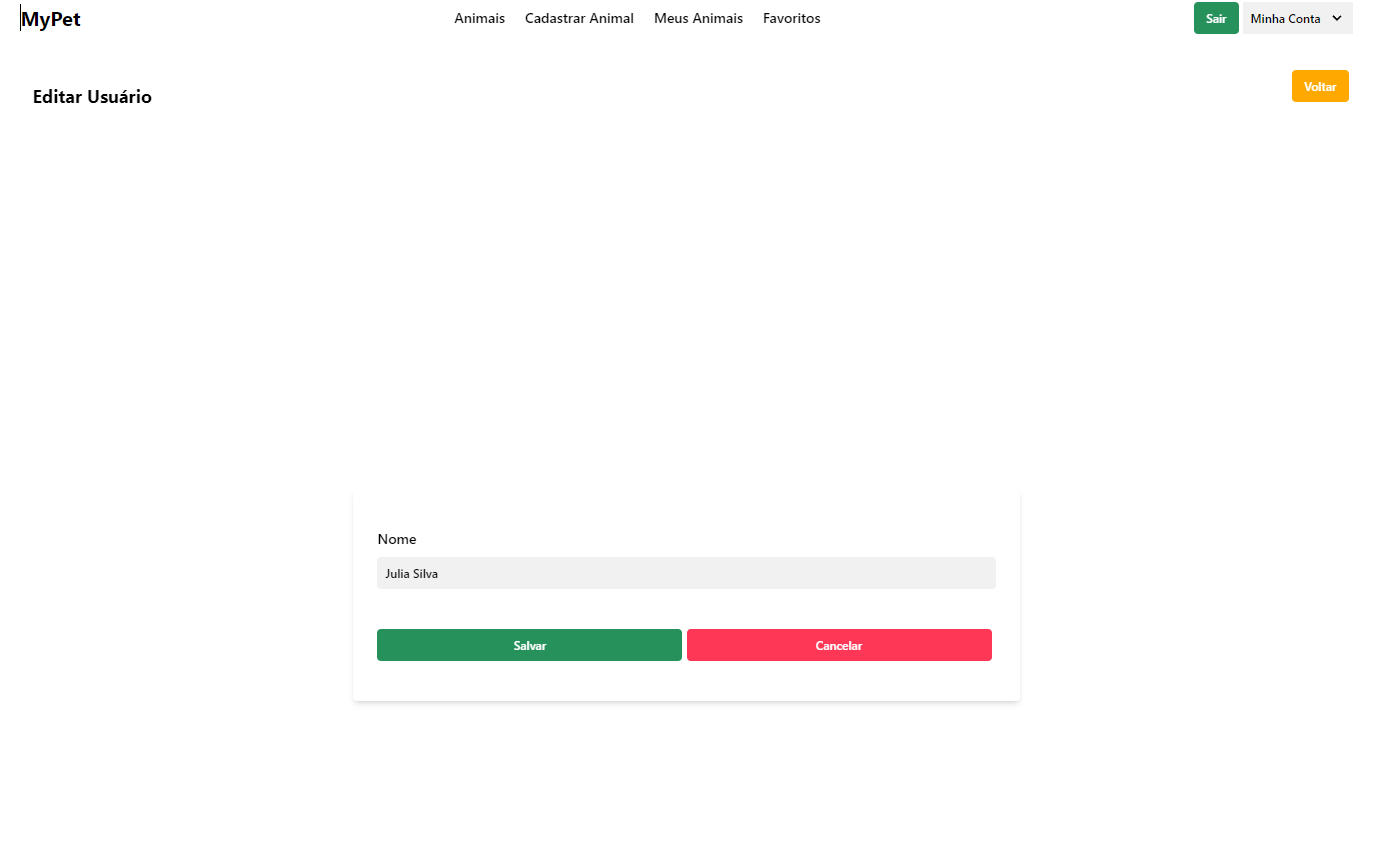 MyPet
Animais
Cadastrar Animal
Meus Animais
Favoritos
Sair
Minha Conta
Editar Usuário
Voltar
Nome
Julia Silva
Salvar
Cancelar